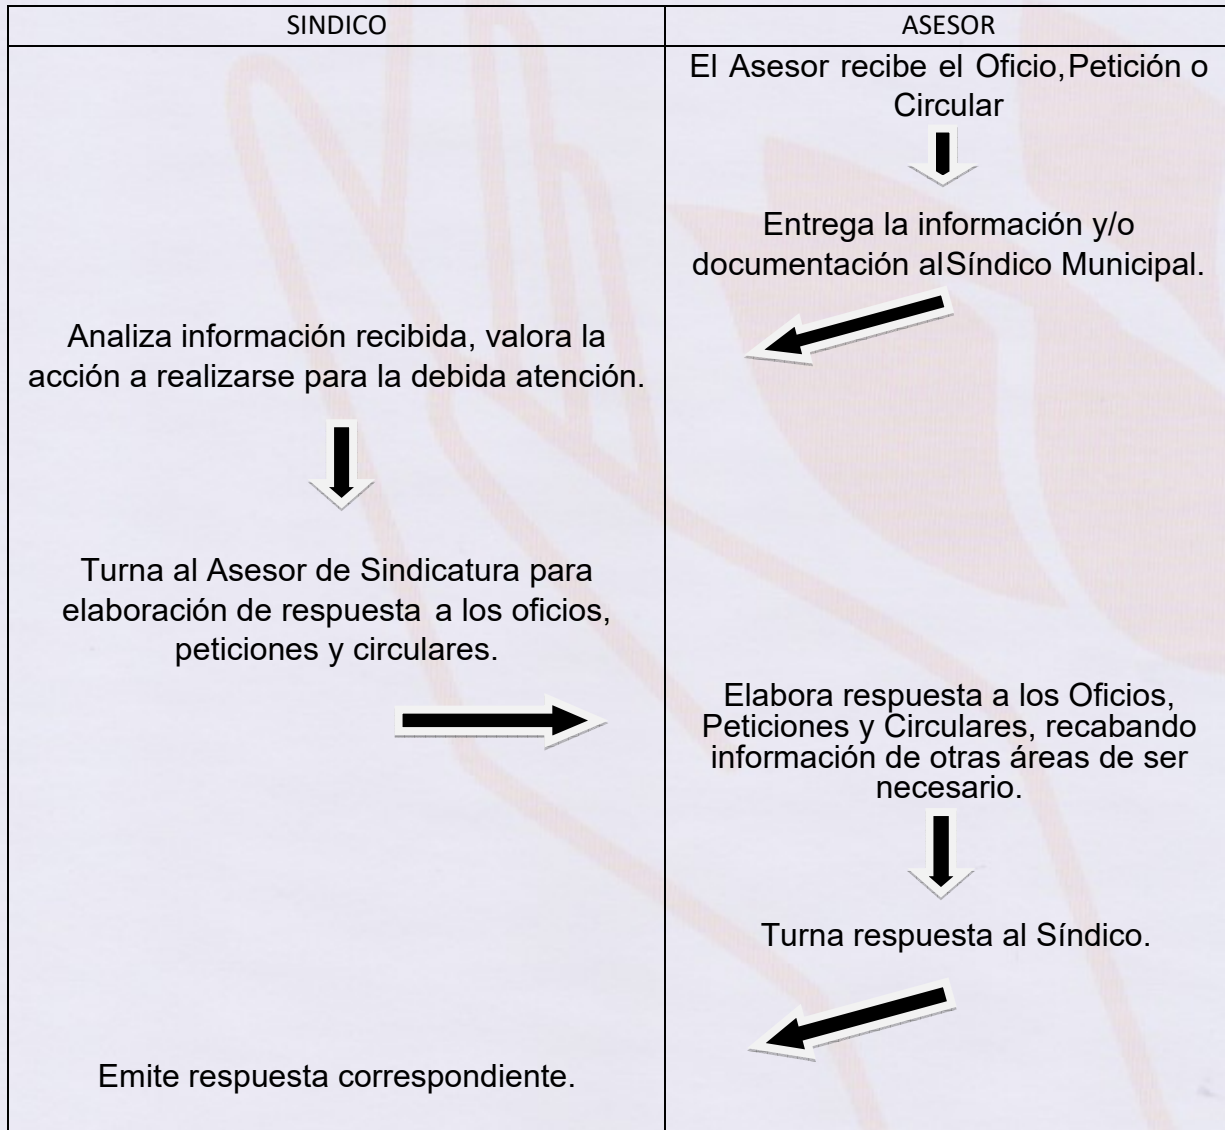 SINDICO
ASESOR
El Asesor recibe el Oficio,Petición o
Circular
Entrega la información y/o
documentación alSíndico Municipal.
Analiza información recibida, valora la
acción a realizarse para la debida atención.
Turna al Asesor de Sindicatura para
elaboración de respuesta a los oficios,
peticiones y circulares.
Elabora respuesta a los Oficios,
Peticiones y Circulares, recabando
información de otras áreas de ser
necesario.
Turna respuesta al Síndico.
Emite respuesta correspondiente.